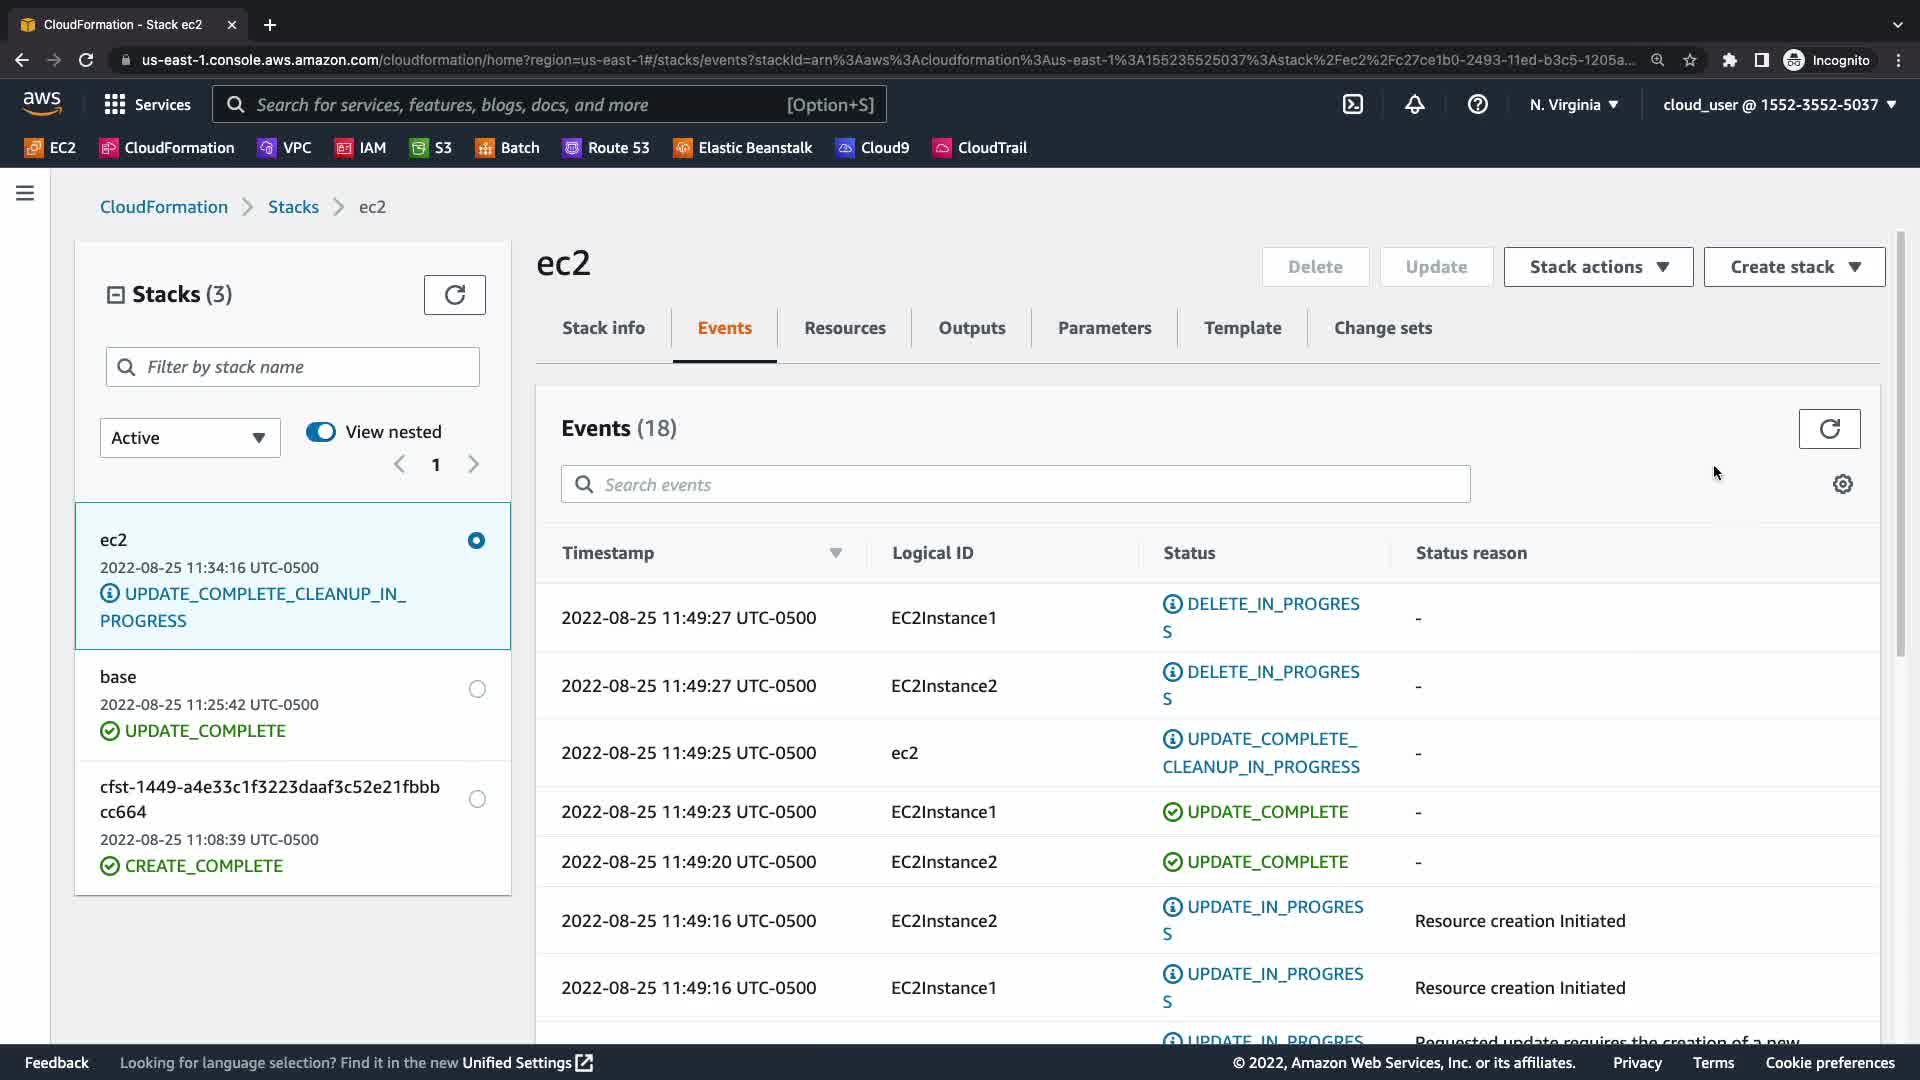 CloudFormation - Stack ec2
us-east-1.console.aws.amazon.com/cloudformation/home?region=us-east-1#/stacks/events?stackId=arn%3Aaws%3Acloudformation%3Aus-east-1%3A155235525037%3Astack%2Fec2%2Fc27ce1b0-2493-11ed-b3c5-1205a...
Incognito
aws
Services
Search for services, features, blogs, docs, and more
[Option+S]
N. Virginia
cloud_user @ 1552-3552-5037
EC2
CloudFormation
VPC
IAM
S3
Batch
Route 53
Elastic Beanstalk
Cloud9
CloudTrail
CloudFormation
Stacks
ec2
Stacks (3)
Filter by stack name
Active
View nested
1
ec2
2022-08-25 11:34:16 UTC-0500
UPDATE_COMPLETE_CLEANUP_IN_
PROGRESS
base
2022-08-25 11:25:42 UTC-0500
UPDATE_COMPLETE
cfst-1449-a4e33c1f3223daaf3c52e21fbbb
cc664
2022-08-25 11:08:39 UTC-0500
CREATE_COMPLETE
ec2
Delete
Update
Stack actions
Create stack
Stack info
Events
Resources
Outputs
Parameters
Template
Change sets
Events (18)
Search events
Timestamp
Logical ID
Status
Status reason
2022-08-25 11:49:27 UTC-0500
EC2Instance1
DELETE_IN_PROGRES
S
-
2022-08-25 11:49:27 UTC-0500
EC2Instance2
DELETE_IN_PROGRES
S
-
2022-08-25 11:49:25 UTC-0500
ec2
UPDATE_COMPLETE_
CLEANUP_IN_PROGRESS
-
2022-08-25 11:49:23 UTC-0500
EC2Instance1
UPDATE_COMPLETE
-
2022-08-25 11:49:20 UTC-0500
EC2Instance2
UPDATE_COMPLETE
-
2022-08-25 11:49:16 UTC-0500
EC2Instance2
UPDATE_IN_PROGRES
S
Resource creation Initiated
2022-08-25 11:49:16 UTC-0500
EC2Instance1
UPDATE_IN_PROGRES
S
Resource creation Initiated
UPDATE_IN_PROGRES
Requested update requires the creation of a new
Feedback
Looking for language selection? Find it in the new Unified Settings
© 2022, Amazon Web Services, Inc. or its affiliates.
Privacy
Terms
Cookie preferences